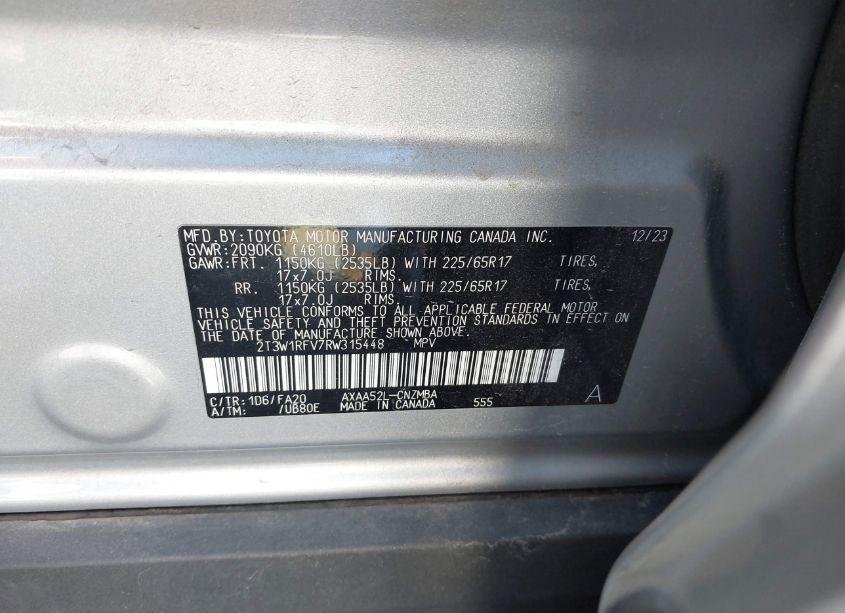 MFD.BY:TOYOTA MOTOR MANUFACTURING CANADA INC. 12/23
GVWR:2090KG (4610LB)
GAWR:FRT. 1150KG (2535LB) WITH 225/65R17 TIRES,
17x7.0J RIMS,
RR. 1150KG (2535LB) WITH 225/65R17 TIRES,
17x7.0J RIMS.
THIS VEHICLE CONFORMS TO ALL APPLICABLE FEDERAL MOTOR
VEHICLE SAFETY AND THEFT PREVENTION STANDARDS IN EFFECT ON
THE DATE OF MANUFACTURE SHOWN ABOVE.
2T3W1RFV7RW315448 MPV
C/TR:1D6/FA20 AXAA52L-CNZMBA
A/TM: /UB80E MADE IN CANADA 555 A